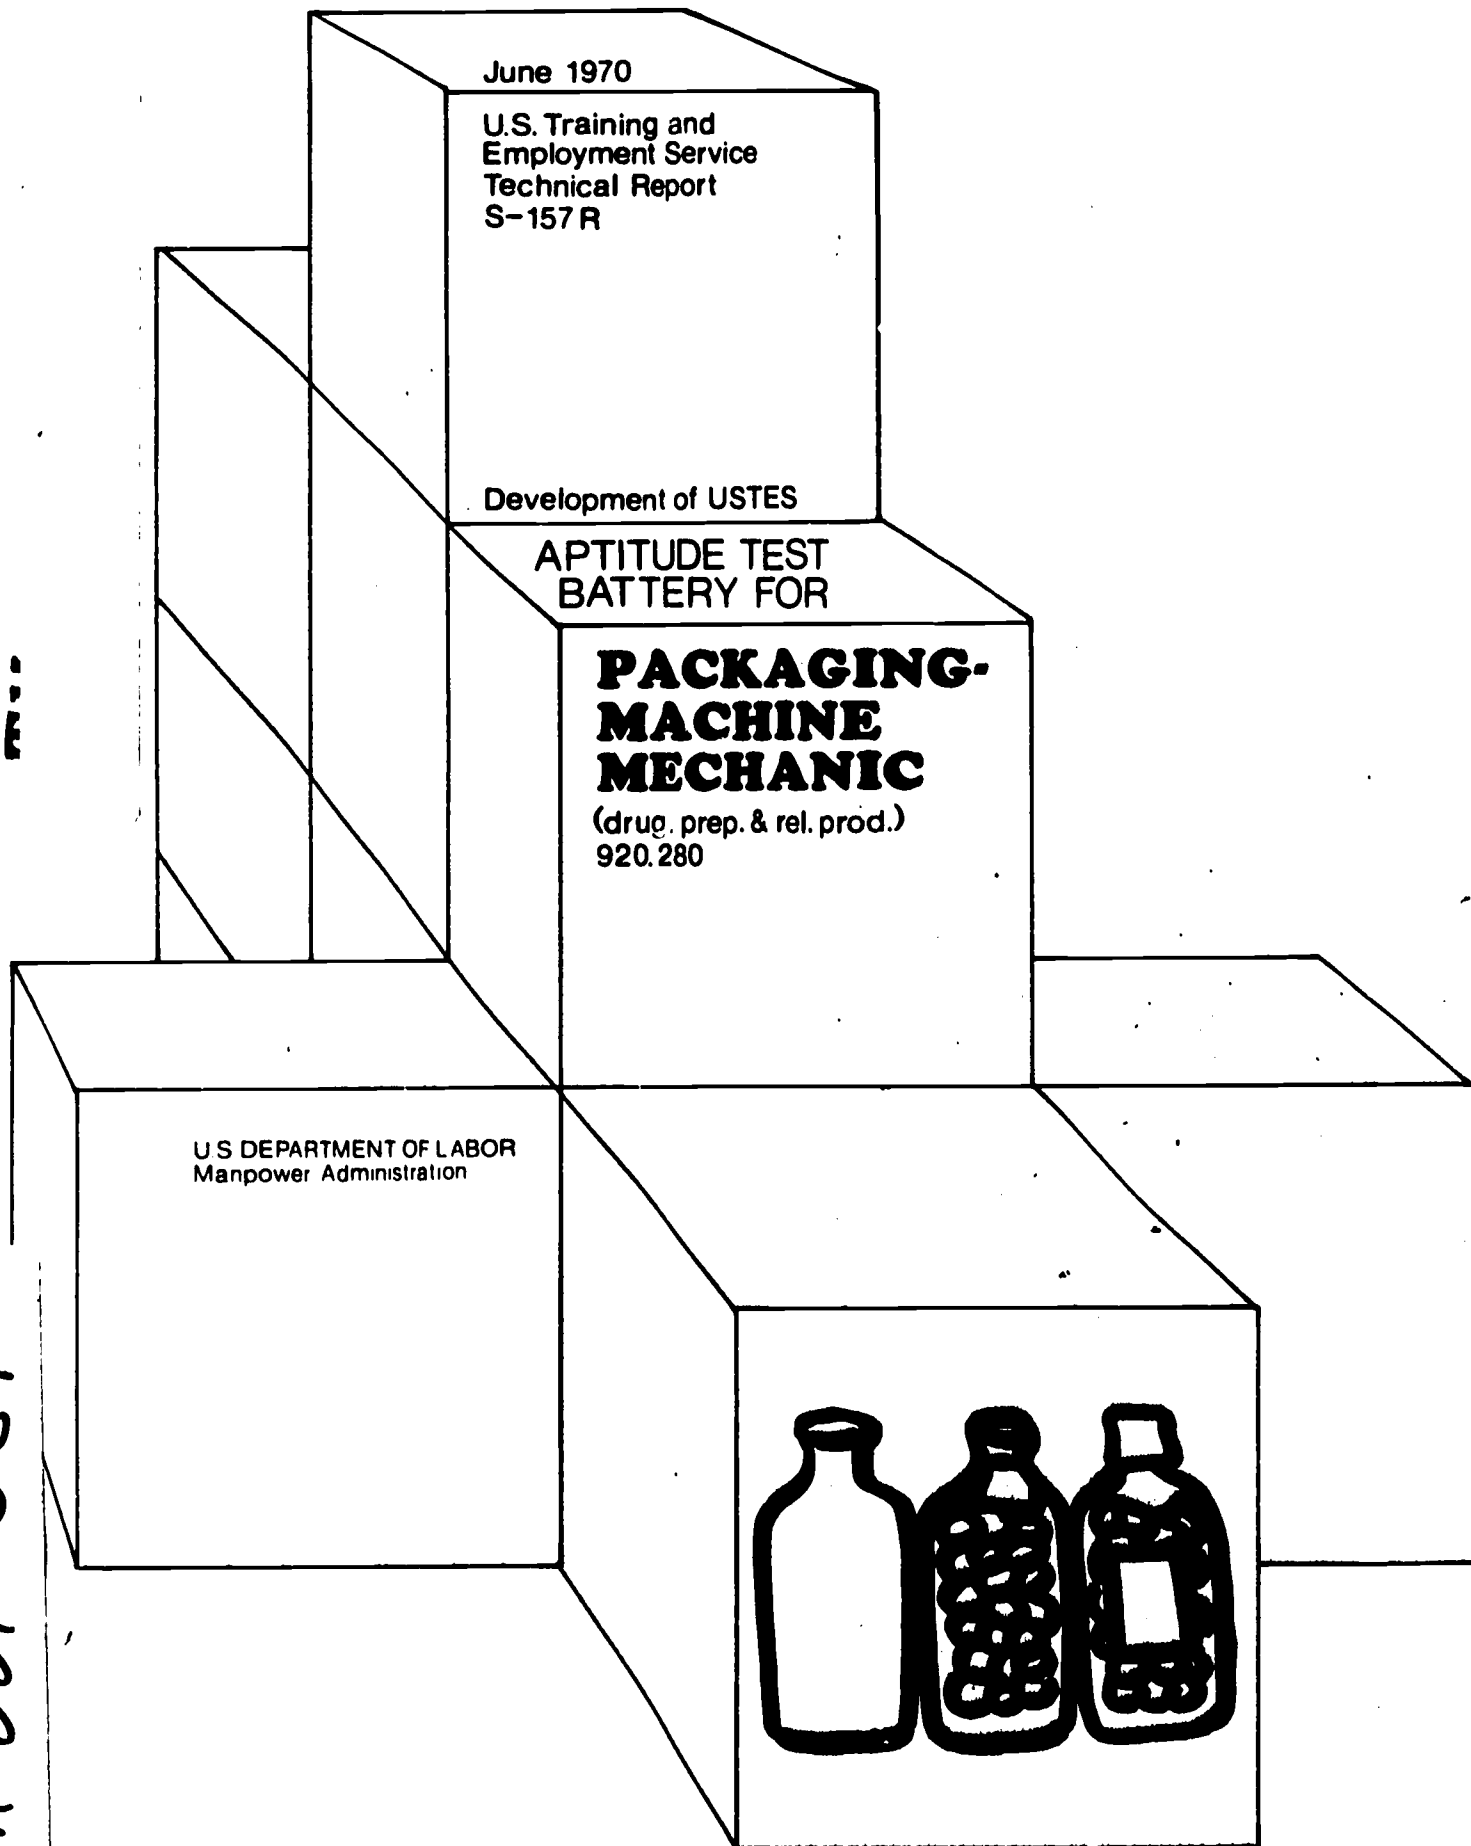 June 1970
U.S. Training and
Employment Service
Technical Report
S-157 R
Development of USTES
APTITUDE TEST
BATTERY FOR
PACKAGING-
MACHINE
MECHANIC
(drug. prep. & rel. prod.)
920.280
U.S DEPARTMENT OF LABOR
Manpower Administration